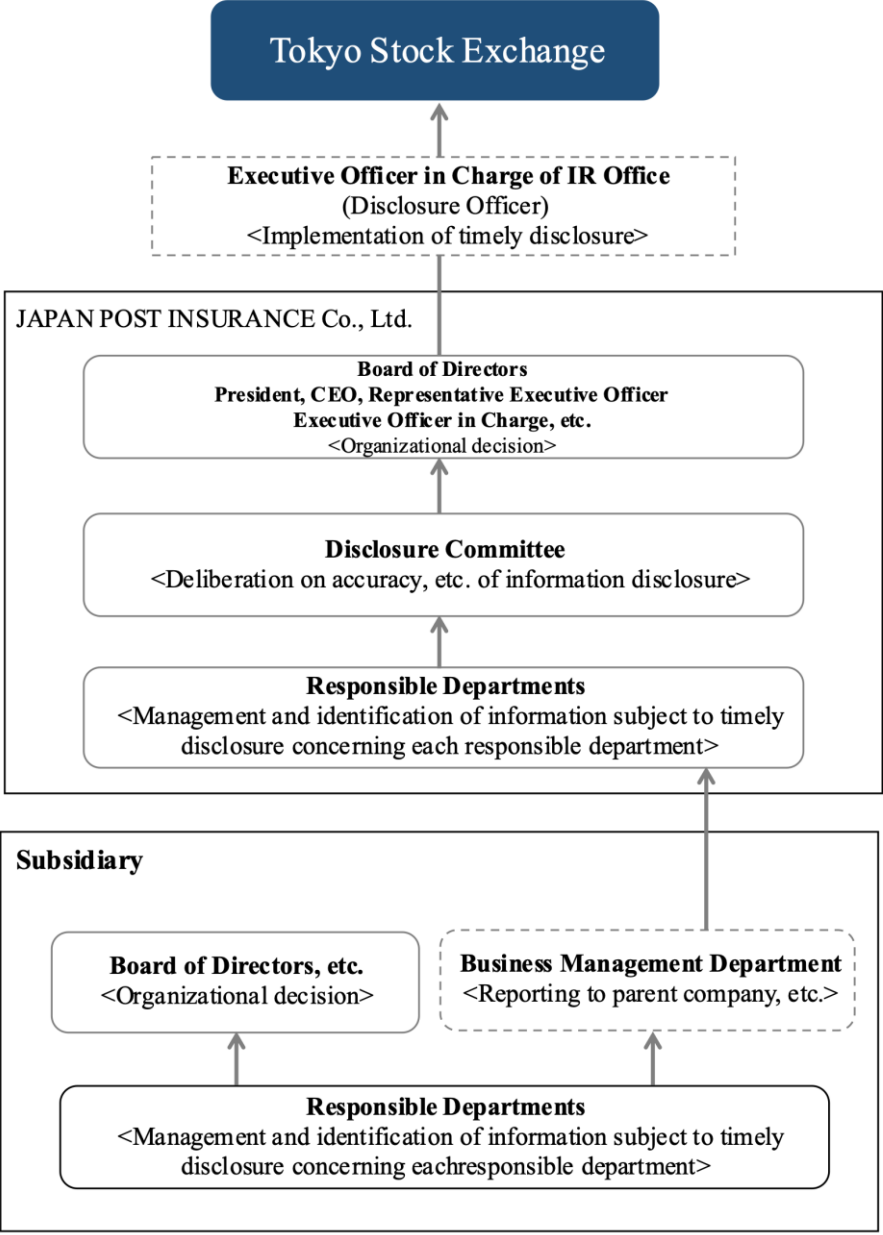 Tokyo Stock Exchange
Executive Officer in Charge of IR Office
(Disclosure Officer)
<Implementation of timely disclosure>
JAPAN POST INSURANCE Co., Ltd.
Board of Directors
President, CEO, Representative Executive Officer
Executive Officer in Charge, etc.
<Organizational decision>
Disclosure Committee
<Deliberation on accuracy, etc. of information disclosure>
Responsible Departments
<Management and identification of information subject to timely
disclosure concerning each responsible department>
Subsidiary
Board of Directors, etc.
<Organizational decision>
Business Management Department
<Reporting to parent company, etc.>
Responsible Departments
<Management and identification of information subject to timely
disclosure concerning eachresponsible department>